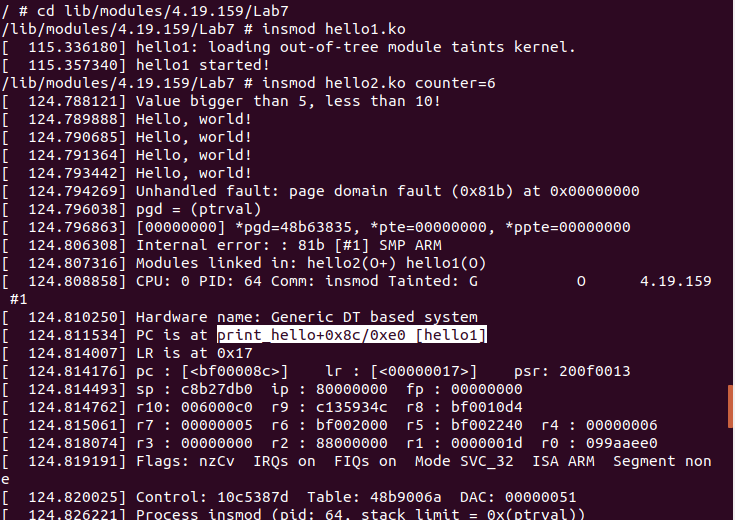 / # cd lib/modules/4.19.159/Lab7
/lib/modules/4.19.159/Lab7 # insmod hello1.ko
[  115.336180] hello1: loading out-of-tree module taints kernel.
[  115.357340] hello1 started!
/lib/modules/4.19.159/Lab7 # insmod hello2.ko counter=6
[  124.788121] Value bigger than 5, less than 10!
[  124.789888] Hello, world!
[  124.790685] Hello, world!
[  124.791364] Hello, world!
[  124.793442] Hello, world!
[  124.794269] Unhandled fault: page domain fault (0x81b) at 0x00000000
[  124.796038] pgd = (ptrval)
[  124.796863] [00000000] *pgd=48b63835, *pte=00000000, *ppte=00000000
[  124.806308] Internal error: : 81b [#1] SMP ARM
[  124.807316] Modules linked in: hello2(O+) hello1(O)
[  124.808858] CPU: 0 PID: 64 Comm: insmod Tainted: G           O      4.19.159
 #1
[  124.810250] Hardware name: Generic DT based system
[  124.811534] PC is at print_hello+0x8c/0xe0 [hello1]
[  124.814007] LR is at 0x17
[  124.814176] pc : [<bf00008c>]    lr : [<00000017>]    psr: 200f0013
[  124.814493] sp : c8b27db0  ip : 80000000  fp : 00000000
[  124.814762] r10: 006000c0  r9 : c135934c  r8 : bf0010d4
[  124.815061] r7 : 00000005  r6 : bf002000  r5 : bf002240  r4 : 00000006
[  124.818074] r3 : 00000000  r2 : 88000000  r1 : 0000001d  r0 : 099aaee0
[  124.819191] Flags: nzCv  IRQs on  FIQs on  Mode SVC_32  ISA ARM  Segment non
e
[  124.820025] Control: 10c5387d  Table: 48b9006a  DAC: 00000051
[  124.826221] Process insmod (pid: 64, stack limit = 0x(ptrval))